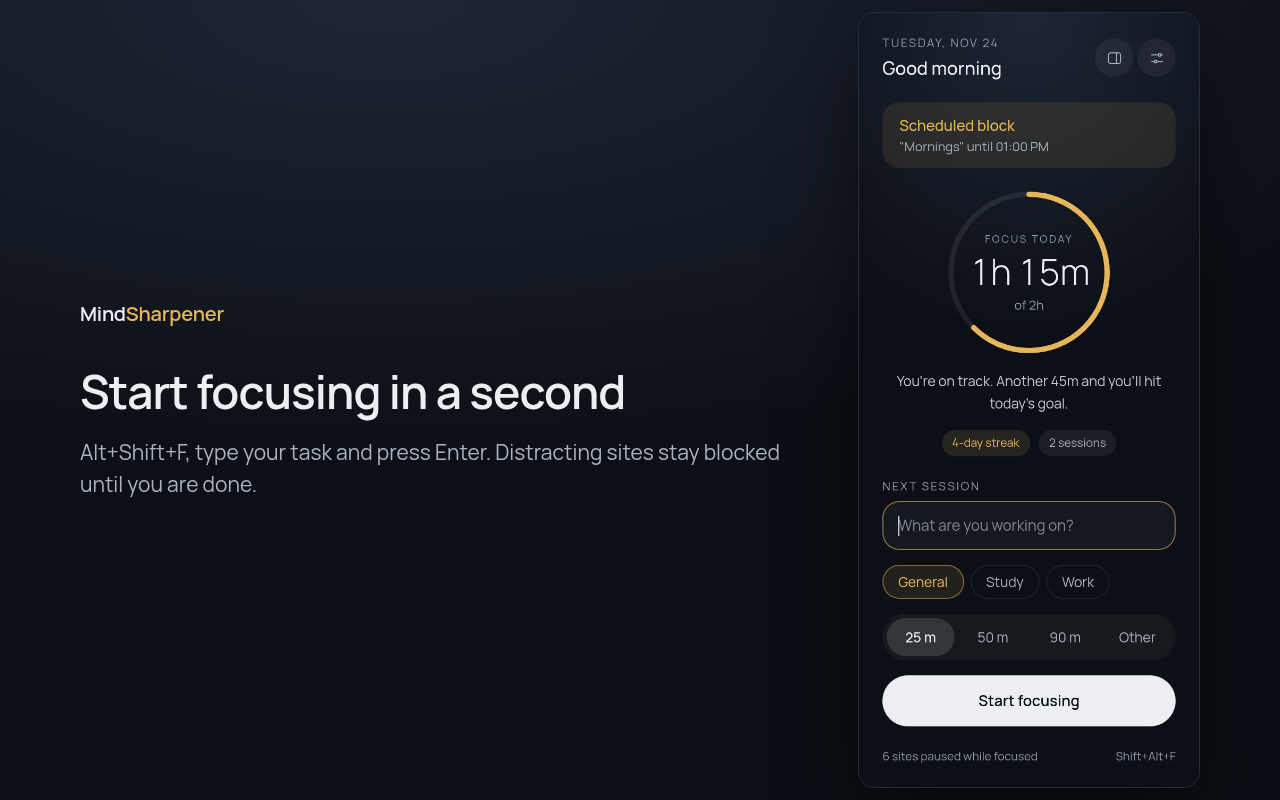 MindSharpener
Start focusing in a second
Alt+Shift+F, type your task and press Enter. Distracting sites stay blocked
until you are done.
TUESDAY, NOV 24
Good morning
Scheduled block
"Mornings" until 01:00 PM
FOCUS TODAY
1h 15m
of 2h
You're on track. Another 45m and you'll hit
today's goal.
4-day streak 2 sessions
NEXT SESSION
What are you working on?
General Study Work
25 m 50 m 90 m Other
Start focusing
6 sites paused while focused Shift+Alt+F